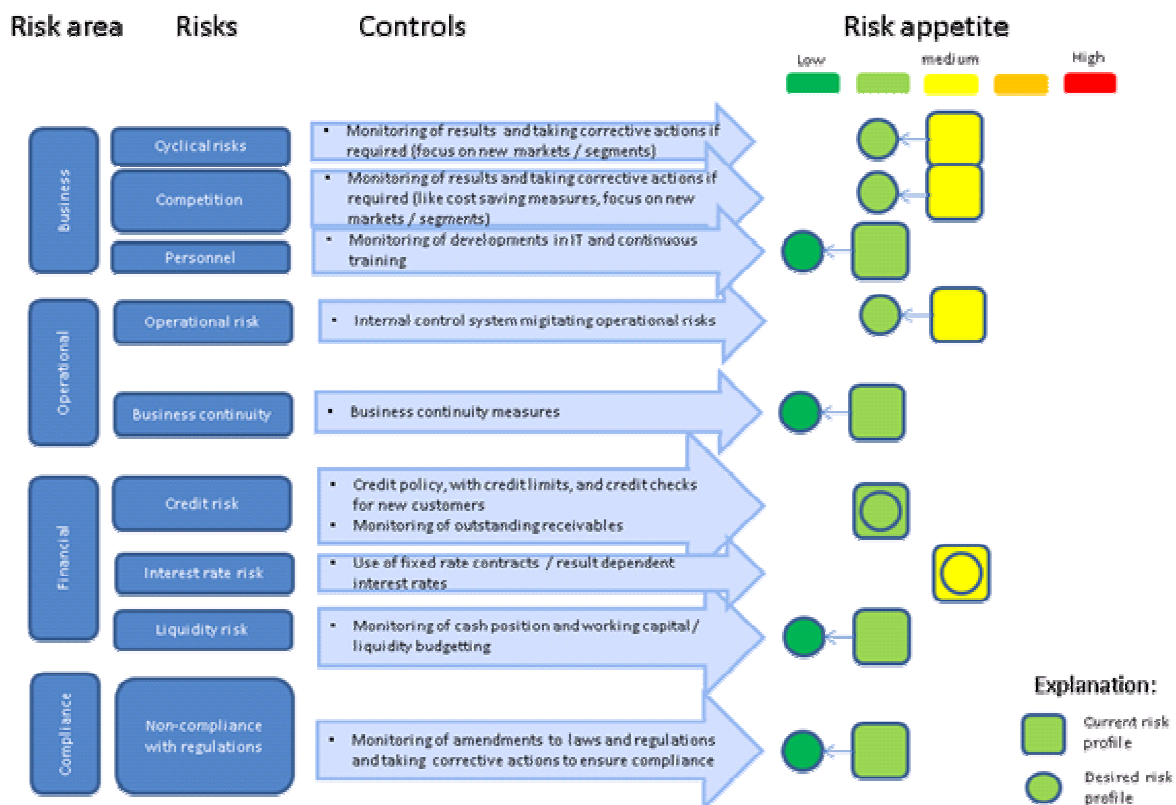 Risk area Risks Controls Risk appetite
Low medium High
Business
Cyclical risks
• Monitoring of results and taking corrective actions if
required (focus on new markets / segments)
Competition
• Monitoring of results and taking corrective actions if
required (like cost saving measures, focus on new
markets / segments)
Personnel
• Monitoring of developments in IT and continuous
training
Operational
Operational risk
• Internal control system migitating operational risks
Business continuity
• Business continuity measures
Financial
Credit risk
• Credit policy, with credit limits, and credit checks
for new customers
• Monitoring of outstanding receivables
Interest rate risk
• Use of fixed rate contracts / result dependent
interest rates
Liquidity risk
• Monitoring of cash position and working capital /
liquidity budgetting
Compliance
Non-compliance
with regulations
• Monitoring of amendments to laws and regulations
and taking corrective actions to ensure compliance
Explanation:
Current risk
profile
Desired risk
profile